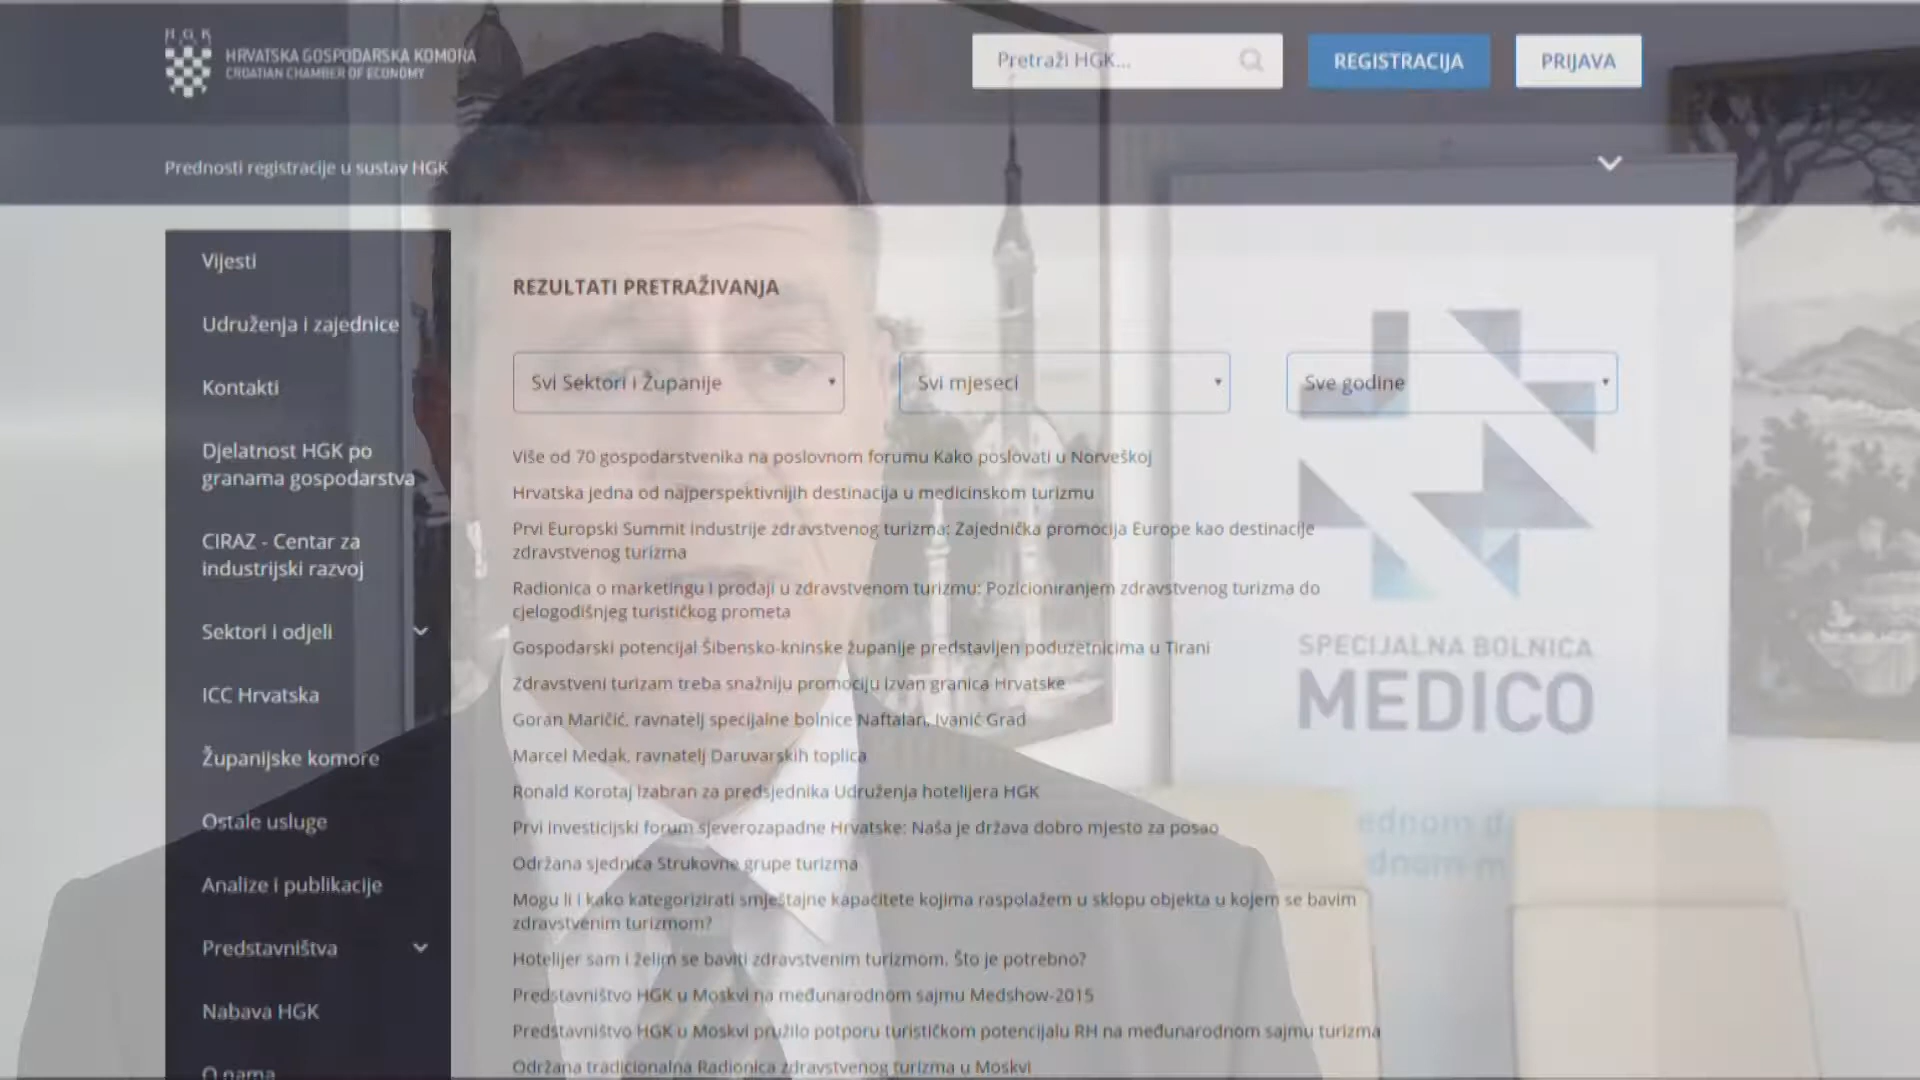 HGK
HRVATSKA GOSPODARSKA KOMORA
CROATIAN CHAMBER OF ECONOMY
Pretraži HGK...
REGISTRACIJA
PRIJAVA
Prednosti registracije u sustav HGK
Vijesti
Udruženja i zajednice
Kontakti
Djelatnost HGK po
granama gospodarstva
CIRAZ - Centar za
industrijski razvoj
Sektori i odjeli
ICC Hrvatska
Županijske komore
Ostale usluge
Analize i publikacije
Predstavništva
Nabava HGK
O nama
REZULTATI PRETRAŽIVANJA
Svi Sektori i Županije
Svi mjeseci
Sve godine
Više od 70 gospodarstvenika na poslovnom forumu Kako poslovati u Norveškoj
Hrvatska jedna od najperspektivnijih destinacija u medicinskom turizmu
Prvi Europski Summit industrije zdravstvenog turizma: Zajednička promocija Europe kao destinacije
zdravstvenog turizma
Radionica o marketingu i prodaji u zdravstvenom turizmu: Pozicioniranjem zdravstvenog turizma do
cjelogodišnjeg turističkog prometa
Gospodarski potencijal Šibensko-kninske županije predstavljen poduzetnicima u Tirani
Zdravstveni turizam treba snažniju promociju izvan granica Hrvatske
Goran Maričić, ravnatelj specijalne bolnice Naftalan, Ivanić Grad
Marcel Medak, ravnatelj Daruvarskih toplica
Ronald Korotaj izabran za predsjednika Udruženja hotelijera HGK
Prvi investicijski forum sjeverozapadne Hrvatske: Naša je država dobro mjesto za posao
Održana sjednica Strukovne grupe turizma
Mogu li i kako kategorizirati smještajne kapacitete kojima raspolažem u sklopu objekta u kojem se bavim
zdravstvenim turizmom?
Hotelijer sam i želim se baviti zdravstvenim turizmom. Što je potrebno?
Predstavništvo HGK u Moskvi na međunarodnom sajmu Medshow-2015
Predstavništvo HGK u Moskvi pružilo potporu turističkom potencijalu RH na međunarodnom sajmu turizma
Održana tradicionalna Radionica zdravstvenog turizma u Moskvi
SPECIJALNA BOLNICA
MEDICO